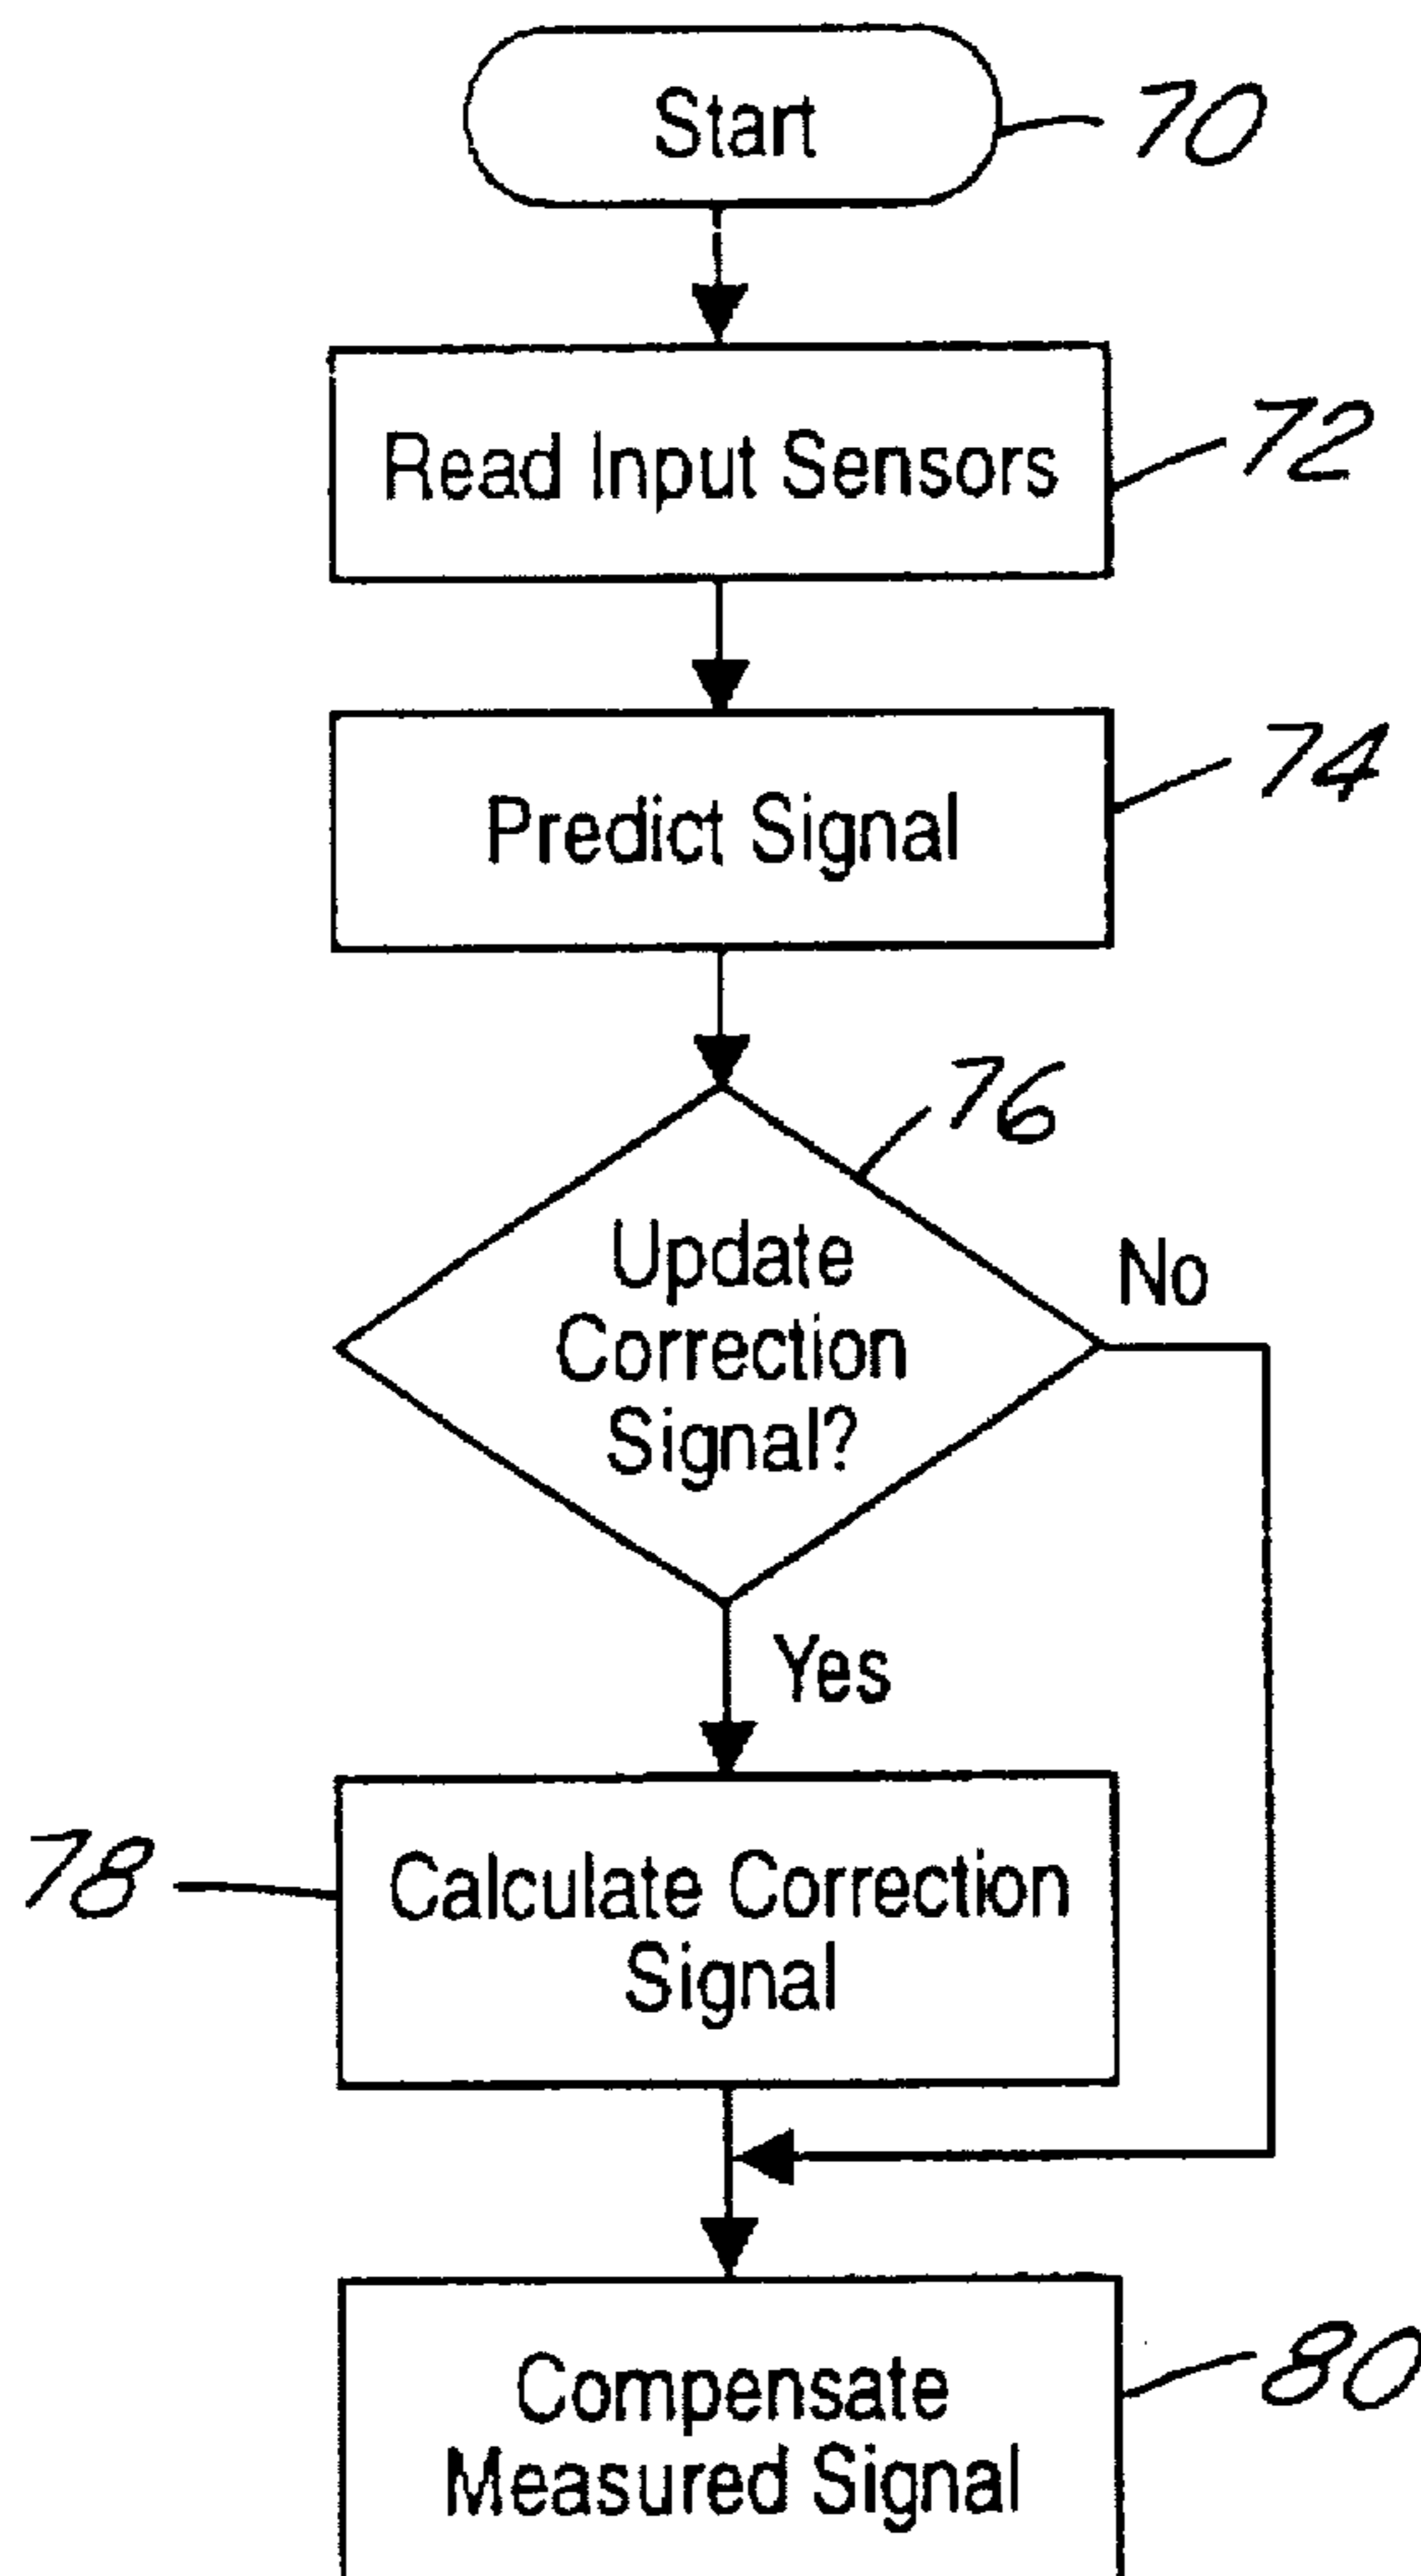 Start
70
Read Input Sensors
72
Predict Signal
74
76
Update
Correction
Signal?
No
Yes
78
Calculate Correction
Signal
Compensate
Measured Signal
80